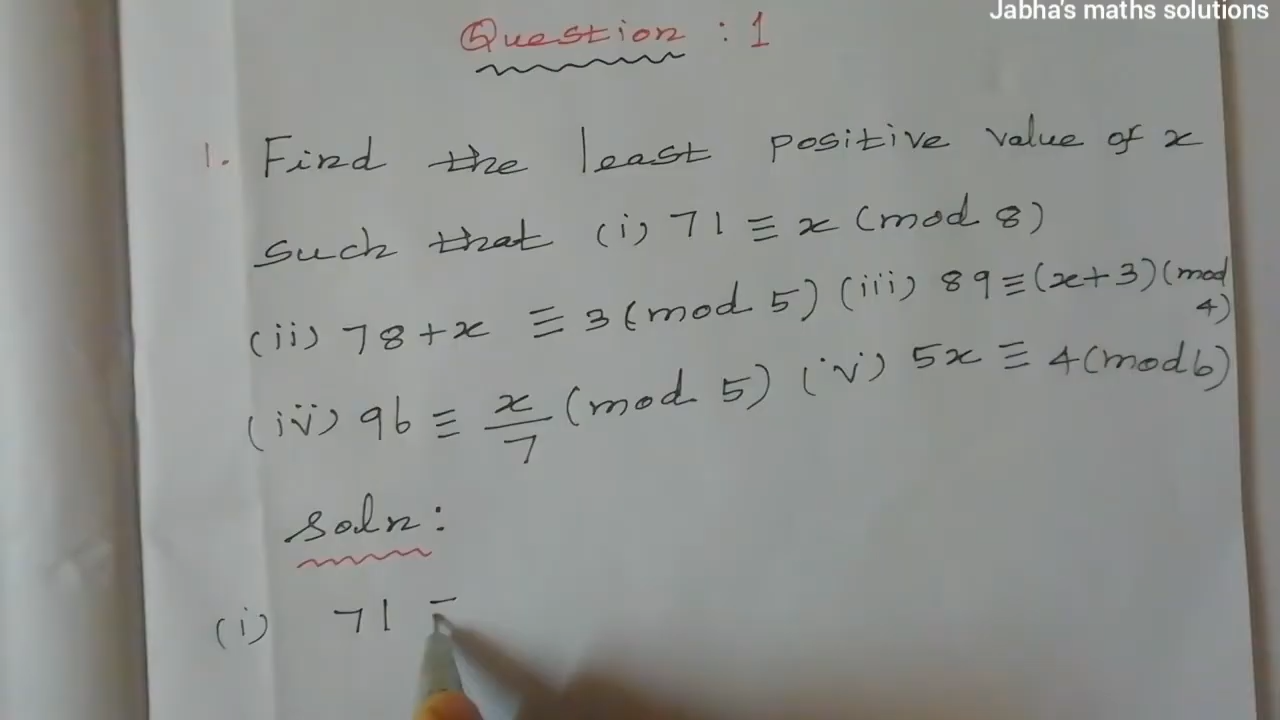 Jabha's maths solutions
Question : 1
1. Find the least positive value of x
such that (i) 71 ≡ x (mod 8)
(ii) 78+x ≡ 3 (mod 5) (iii) 89 ≡ (x+3) (mod 4)
(iv) 96 ≡ x/7 (mod 5) (v) 5x ≡ 4 (mod 6)
Soln:
(i) 71 =